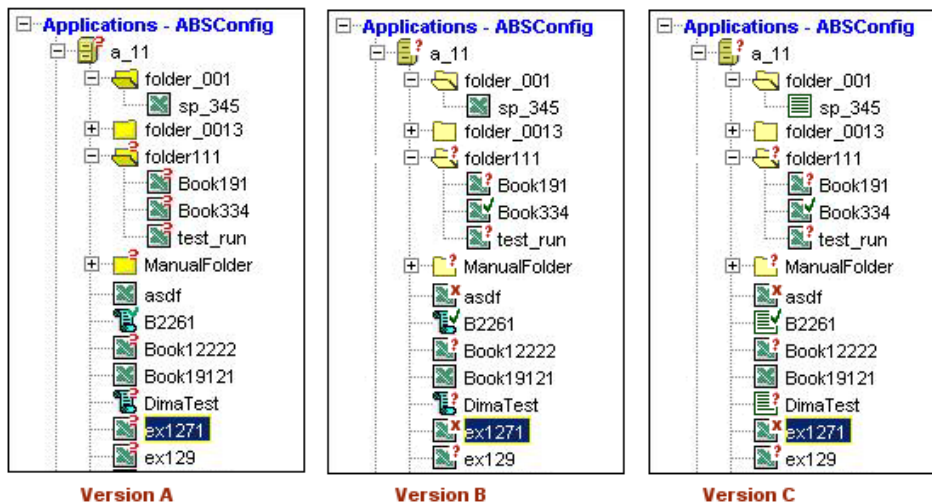 Applications - ABSConfig
a_11
folder_001
sp_345
folder_0013
folder111
Book191
Book334
test_run
ManualFolder
asdf
B2261
Book12222
Book19121
DimaTest
ex1271
ex129
Version A
Applications - ABSConfig
a_11
folder_001
sp_345
folder_0013
folder111
Book191
Book334
test_run
ManualFolder
asdf
B2261
Book12222
Book19121
DimaTest
ex1271
ex129
Version B
Applications - ABSConfig
a_11
folder_001
sp_345
folder_0013
folder111
Book191
Book334
test_run
ManualFolder
asdf
B2261
Book12222
Book19121
DimaTest
ex1271
ex129
Version C